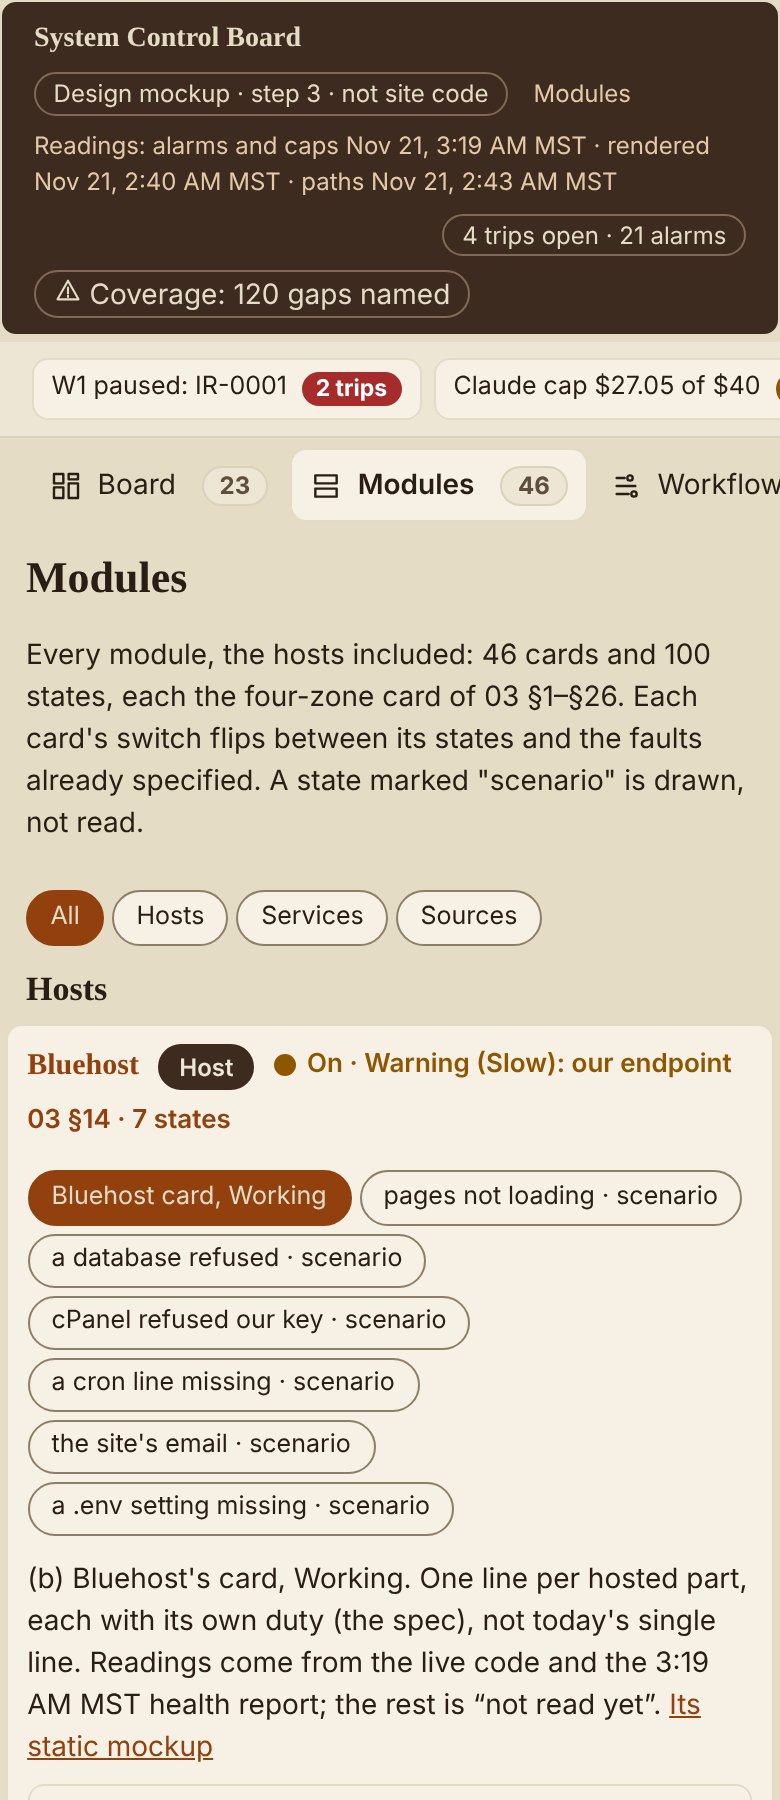 System Control Board
Design mockup · step 3 · not site code
Modules
Readings: alarms and caps Nov 21, 3:19 AM MST · rendered
Nov 21, 2:40 AM MST · paths Nov 21, 2:43 AM MST
4 trips open · 21 alarms
⚠ Coverage: 120 gaps named
W1 paused: IR-0001 2 trips
Claude cap $27.05 of $40
Board 23
Modules 46
Workflow
Modules
Every module, the hosts included: 46 cards and 100
states, each the four-zone card of 03 §1–§26. Each
card's switch flips between its states and the faults
already specified. A state marked "scenario" is drawn,
not read.
All
Hosts
Services
Sources
Hosts
Bluehost Host On · Warning (Slow): our endpoint
03 §14 · 7 states
Bluehost card, Working
pages not loading · scenario
a database refused · scenario
cPanel refused our key · scenario
a cron line missing · scenario
the site's email · scenario
a .env setting missing · scenario
(b) Bluehost's card, Working. One line per hosted part,
each with its own duty (the spec), not today's single
line. Readings come from the live code and the 3:19
AM MST health report; the rest is “not read yet”. Its
static mockup